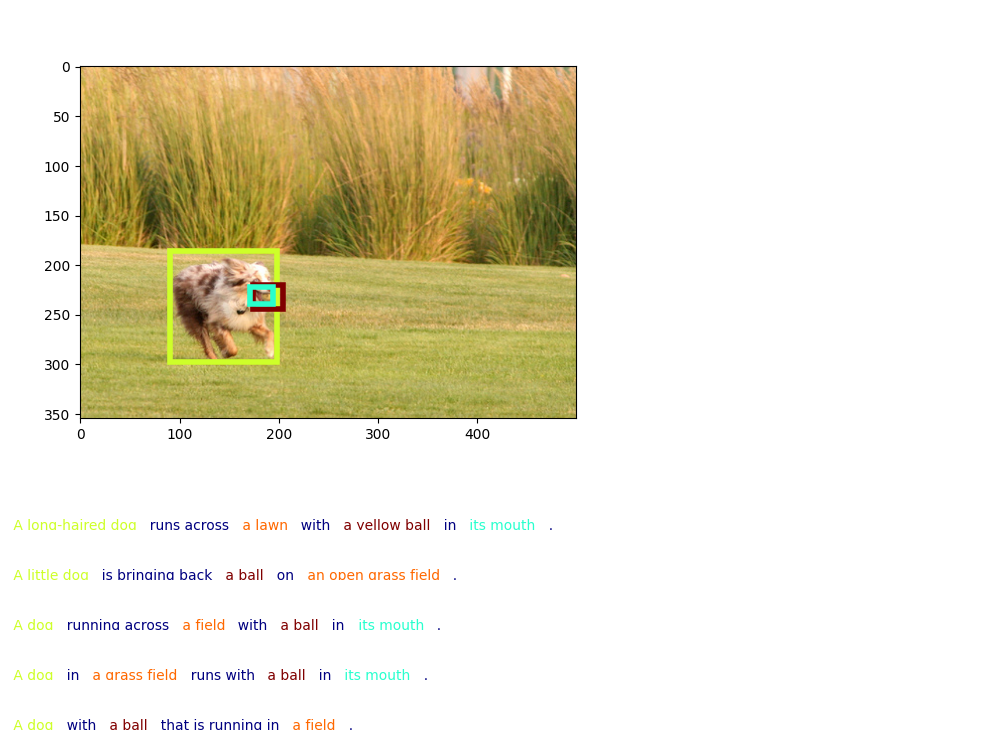 0
50
100
150
200
250
300
350
0 100 200 300 400
A long-haired dog runs across a lawn with a yellow ball in its mouth .
A little dog is bringing back a ball on an open grass field .
A dog running across a field with a ball in its mouth .
A dog in a grass field runs with a ball in its mouth .
A dog with a ball that is running in a field .